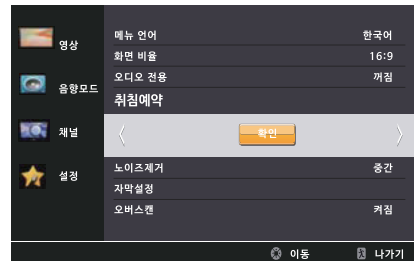 영상
음향모드
채널
설정
메뉴 언어 한국어
화면 비율 16:9
오디오 전용 꺼짐
취침예약
확인
노이즈제거 중간
자막설정
오버스캔 켜짐
이동 나가기